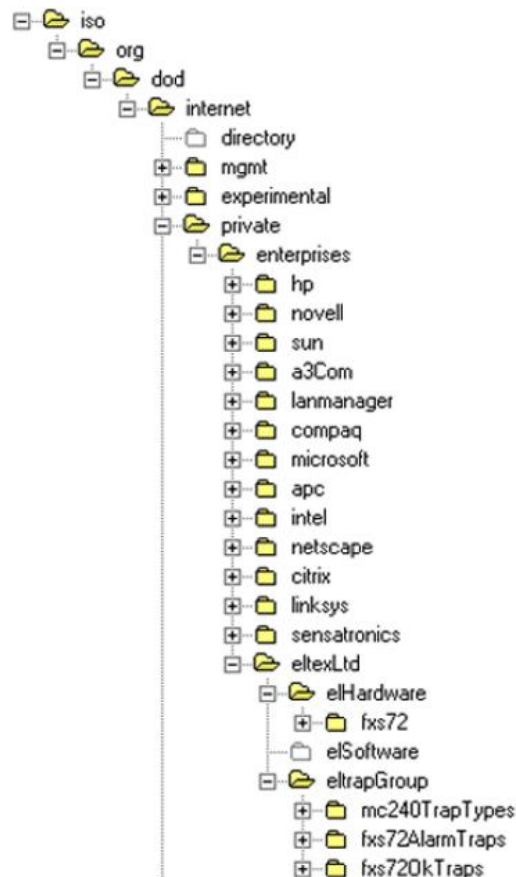 iso
org
dod
internet
directory
mgmt
experimental
private
enterprises
hp
novell
sun
a3Com
lanmanager
compaq
microsoft
apc
intel
netscape
citrix
linksys
sensatronics
eltexLtd
elHardware
fxs72
elSoftware
eltrapGroup
mc240TrapTypes
fxs72AlarmTraps
fxs72OkTraps